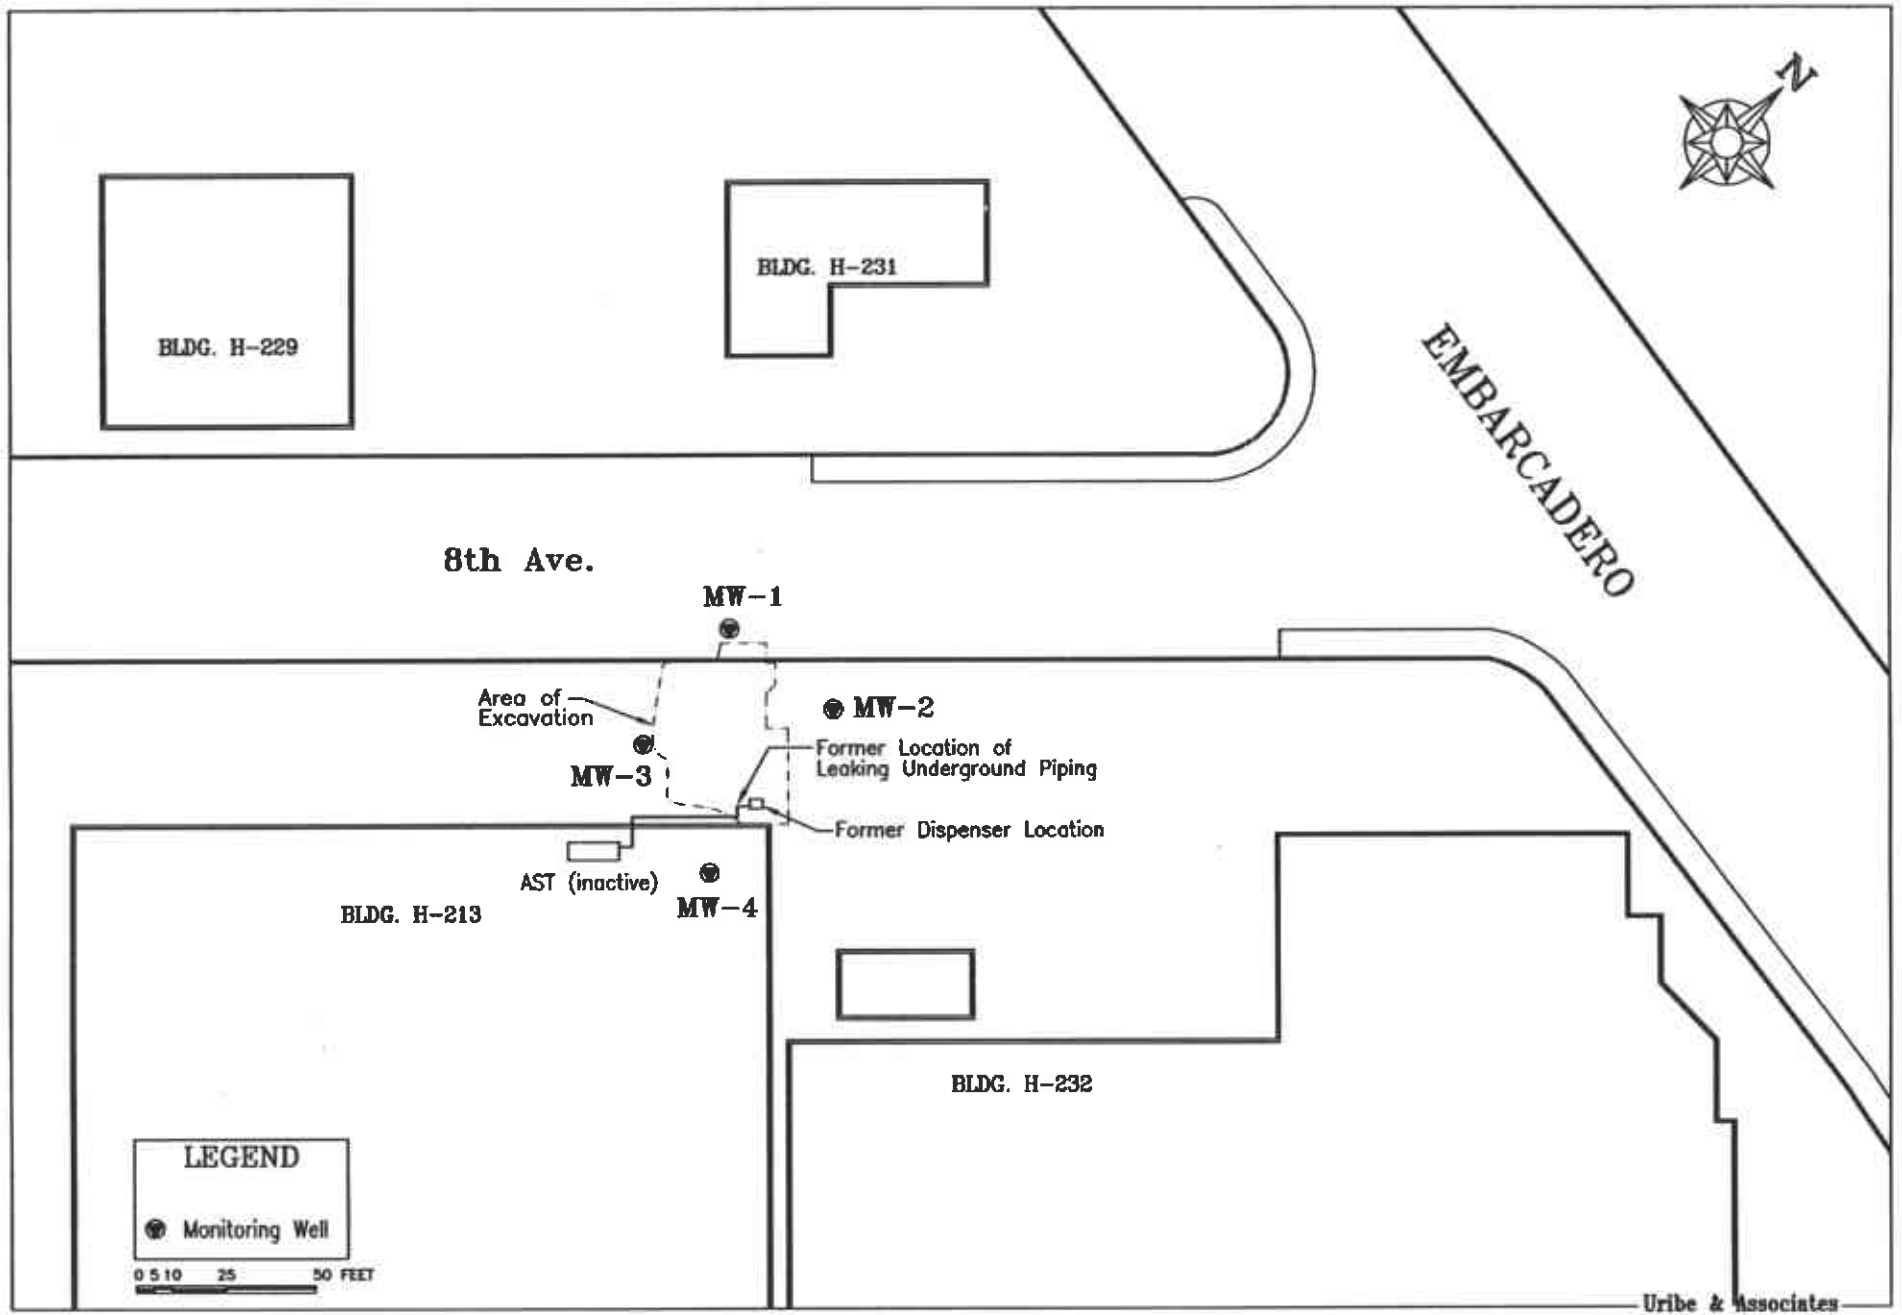 N
BLDG. H-231
BLDG. H-229
EMBARCADERO
8th Ave.
MW-1
Area of
Excavation
MW-2
MW-3
Former Location of
Leaking Underground Piping
Former Dispenser Location
AST (inactive)
MW-4
BLDG. H-213
BLDG. H-232
LEGEND
Monitoring Well
0 5 10 25 50 FEET
Uribe & Associates